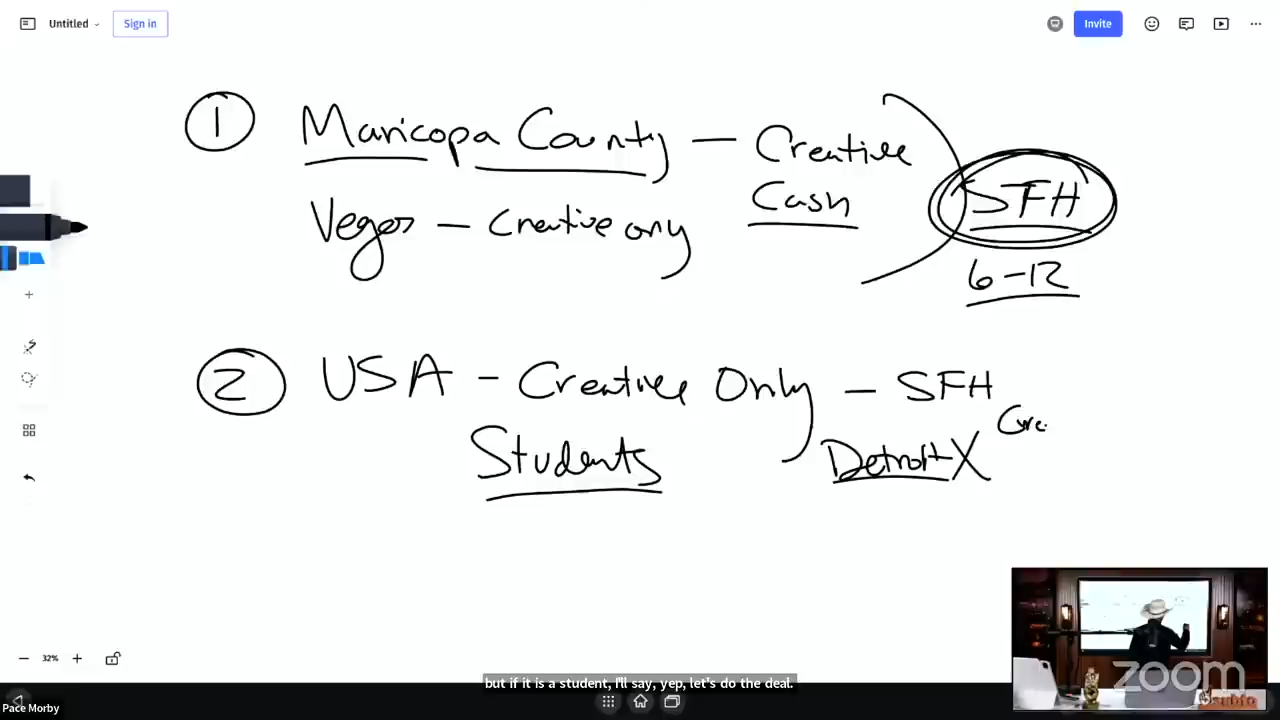 Untitled
Sign in
Invite
1 Maricopa County — Creative
Cash
SFH
Vegas — Creative only
6-12
2 USA - Creative Only — SFH
Students
Detroit X
32%
but if it is a student, I'll say, yep, let's do the deal.
zoom
Pace Morby